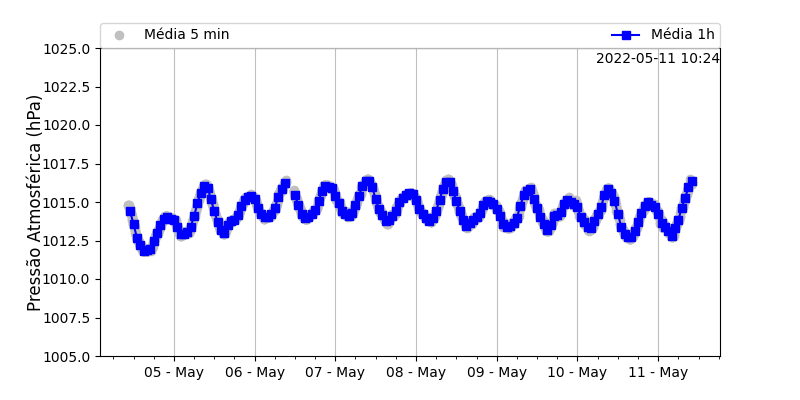 Média 5 min
Média 1h
2022-05-11 10:24
Pressão Atmosférica (hPa)
1025.0
1022.5
1020.0
1017.5
1015.0
1012.5
1010.0
1007.5
1005.0
05 - May
06 - May
07 - May
08 - May
09 - May
10 - May
11 - May